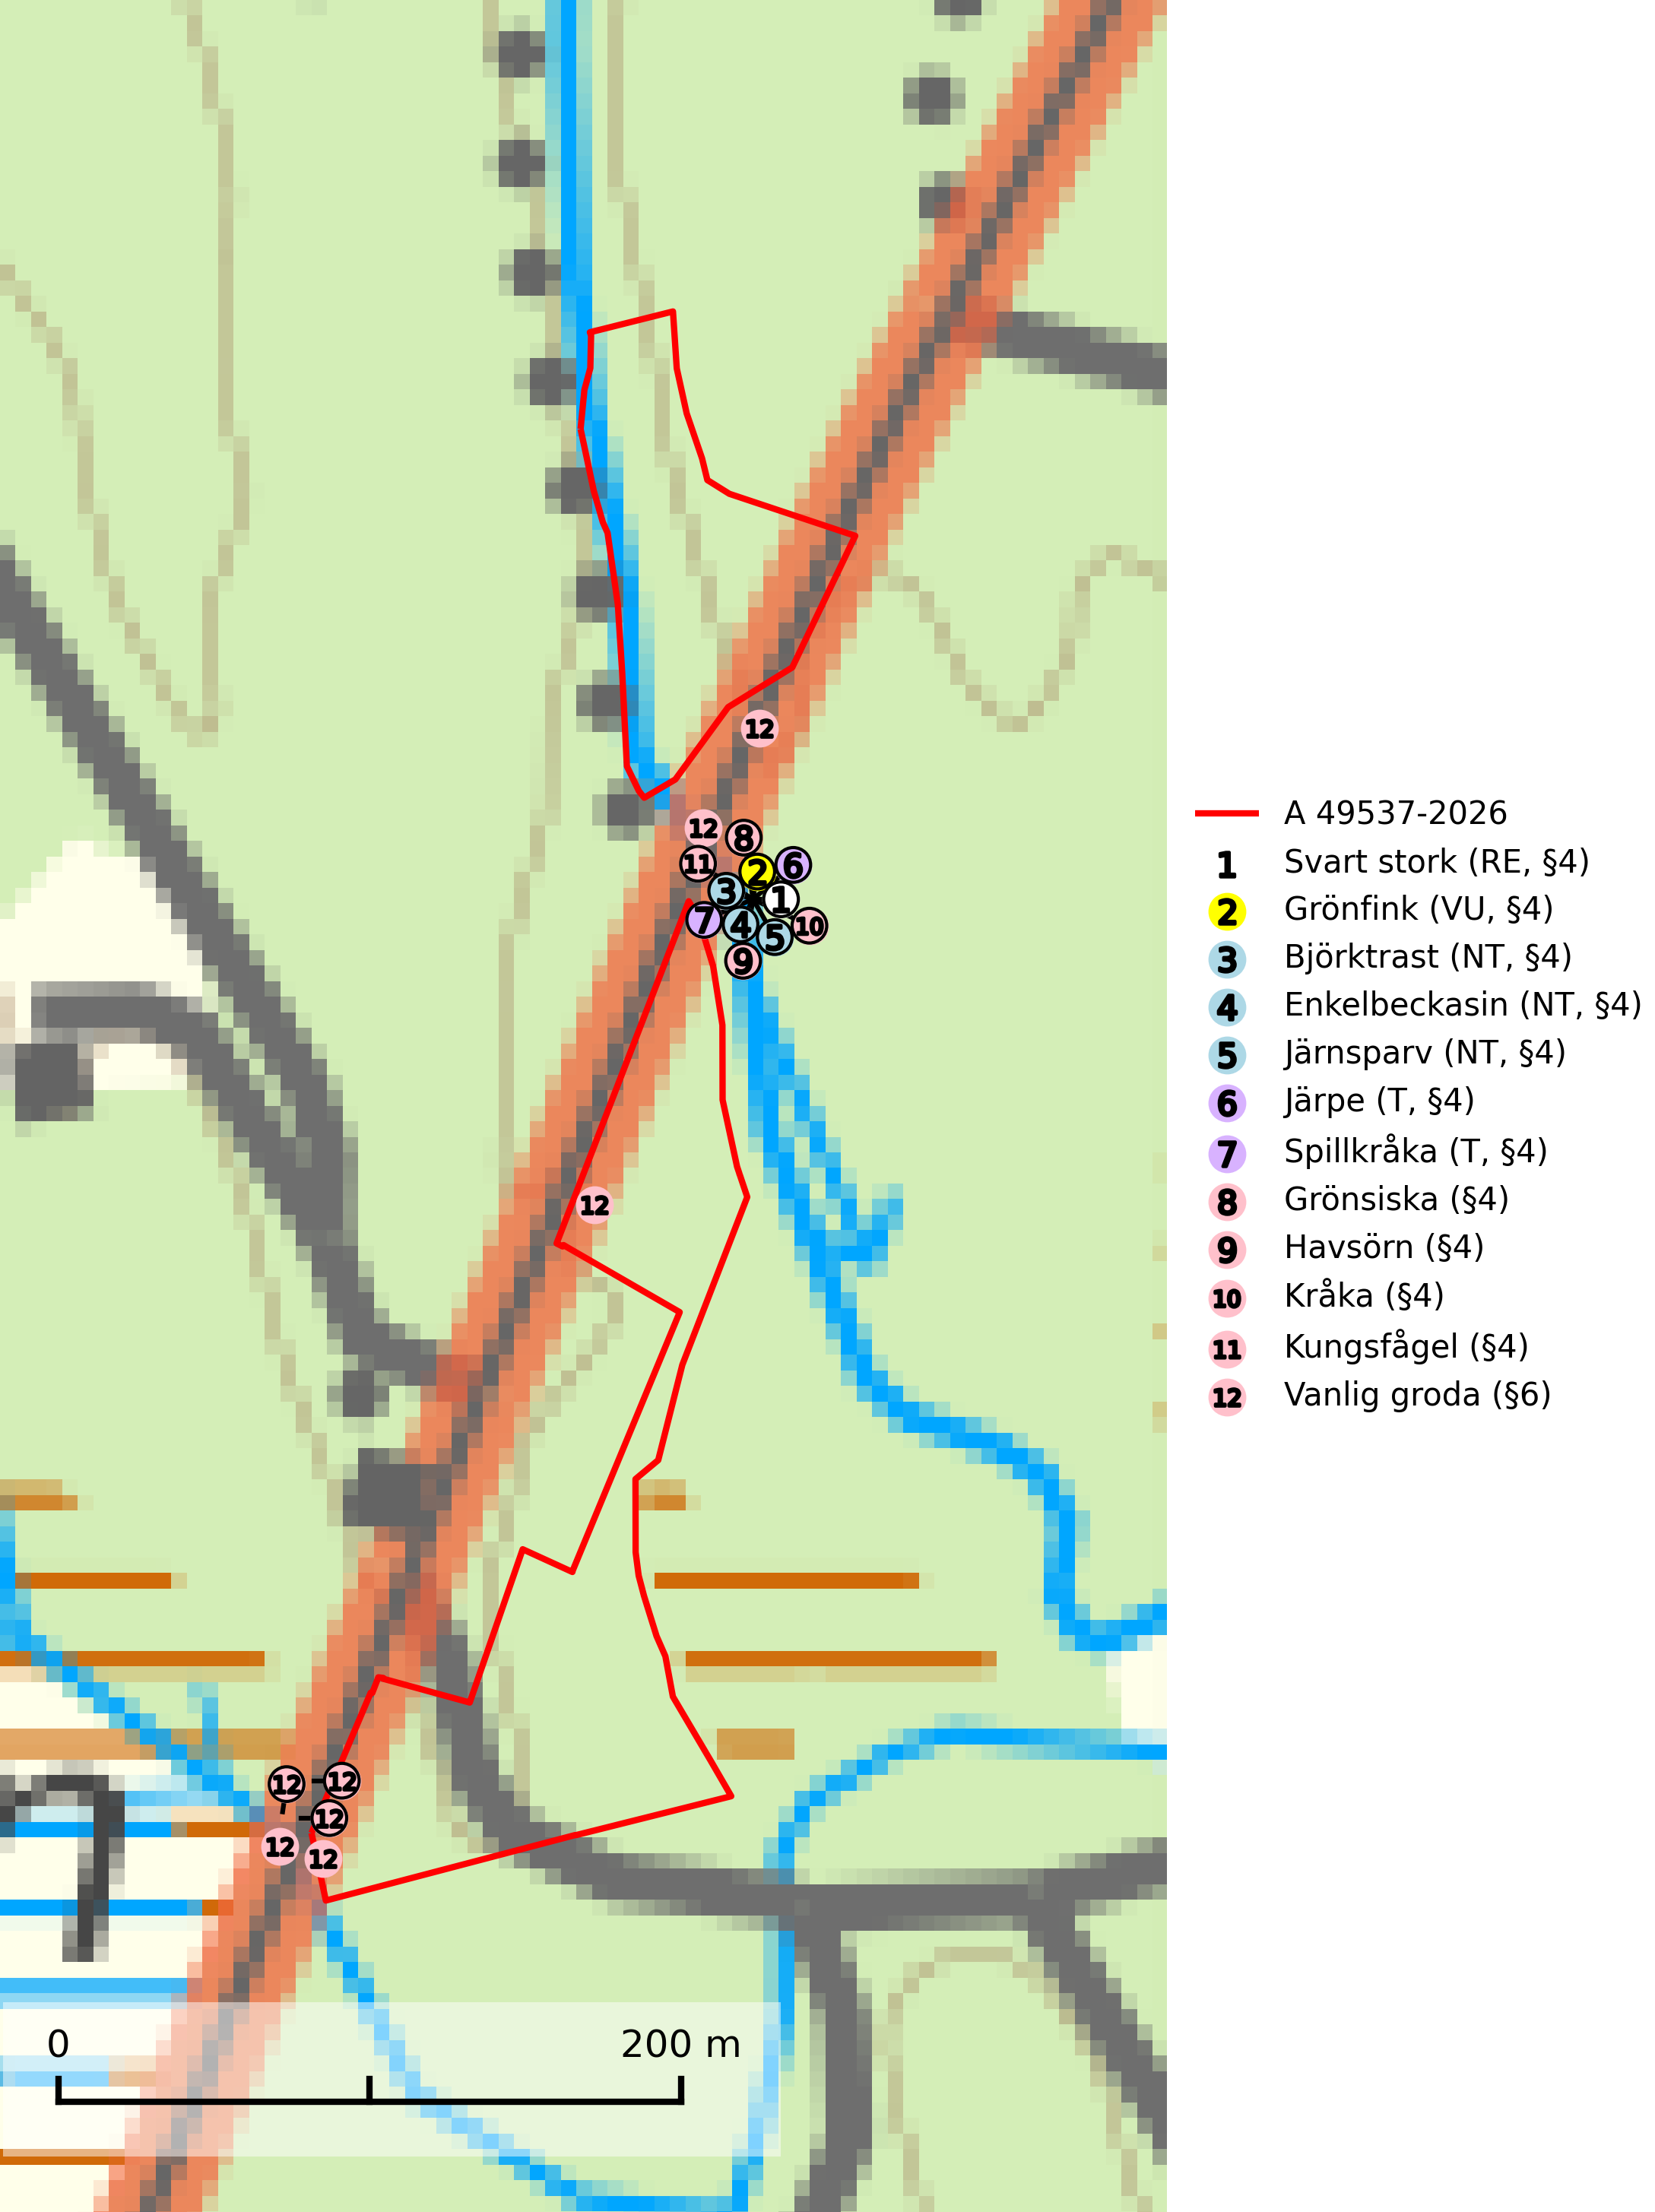 12
12
8
11
2
6
3
1
7
4
5
10
9
12
12
12
12
12
12
0
200 m
A 49537-2026
1 Svart stork (RE, §4)
2 Grönfink (VU, §4)
3 Björktrast (NT, §4)
4 Enkelbeckasin (NT, §4)
5 Järnsparv (NT, §4)
6 Järpe (T, §4)
7 Spillkråka (T, §4)
8 Grönsiska (§4)
9 Havsörn (§4)
10 Kråka (§4)
11 Kungsfågel (§4)
12 Vanlig groda (§6)